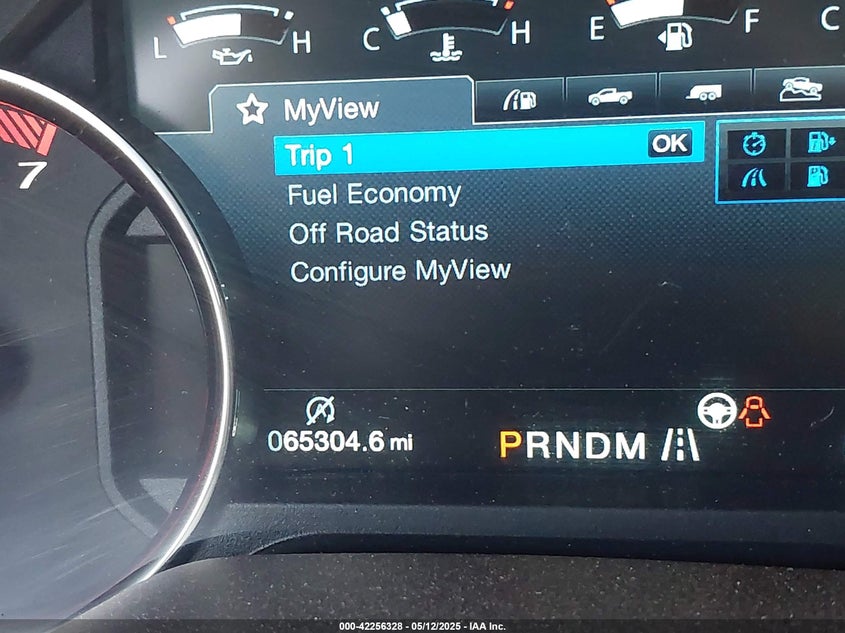 L H C H E F C
MyView
Trip 1 OK
Fuel Economy
Off Road Status
Configure MyView
7
065304.6 mi PRNDM
000-42256328 - 05/12/2025 - IAA Inc.